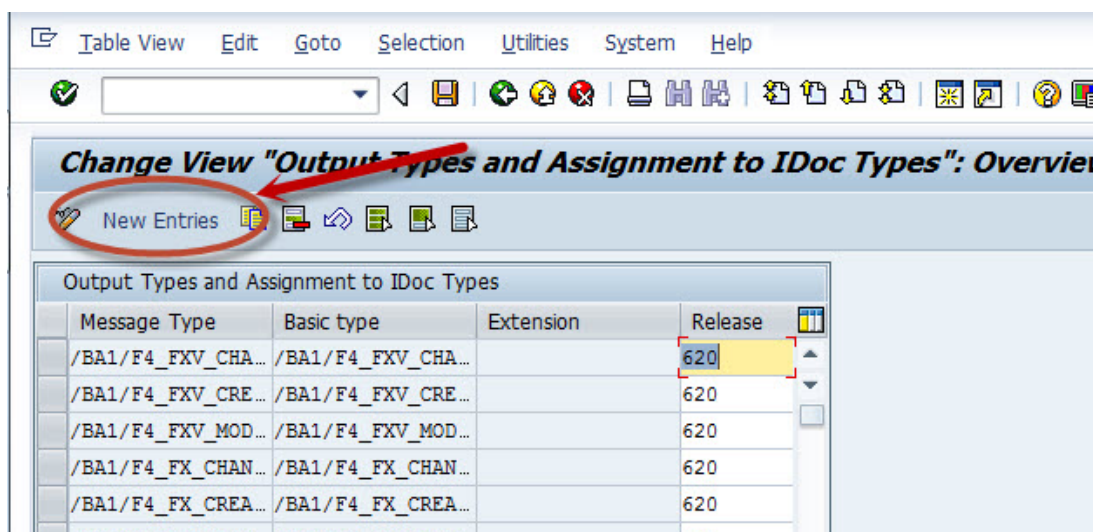 Table View Edit Goto Selection Utilities System Help
Change View "Output Types and Assignment to IDoc Types": Overview
New Entries
Output Types and Assignment to IDoc Types
Message Type Basic type Extension Release
/BA1/F4_FXV_CHA… /BA1/F4_FXV_CHA… 620
/BA1/F4_FXV_CRE… /BA1/F4_FXV_CRE… 620
/BA1/F4_FXV_MOD… /BA1/F4_FXV_MOD… 620
/BA1/F4_FX_CHAN… /BA1/F4_FX_CHAN… 620
/BA1/F4_FX_CREA… /BA1/F4_FX_CREA… 620